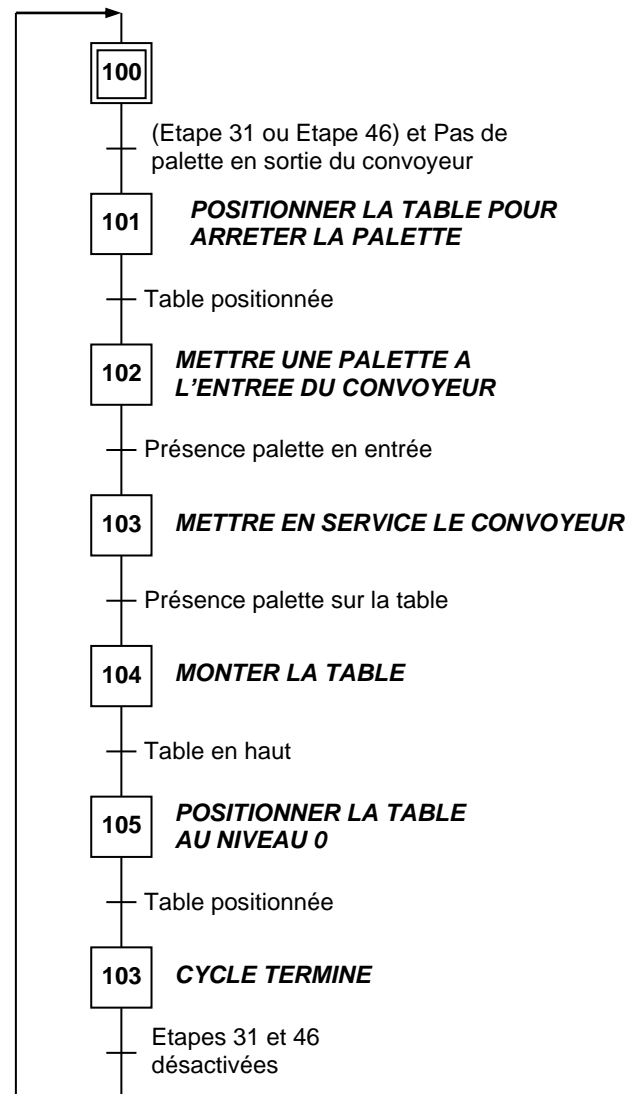 100
(Etape 31 ou Etape 46) et Pas de
palette en sortie du convoyeur
101
POSITIONNER LA TABLE POUR
ARRETER LA PALETTE
Table positionnée
102
METTRE UNE PALETTE A
L'ENTREE DU CONVOYEUR
Présence palette en entrée
103
METTRE EN SERVICE LE CONVOYEUR
Présence palette sur la table
104
MONTER LA TABLE
Table en haut
105
POSITIONNER LA TABLE
AU NIVEAU 0
Table positionnée
103
CYCLE TERMINE
Etapes 31 et 46
désactivées